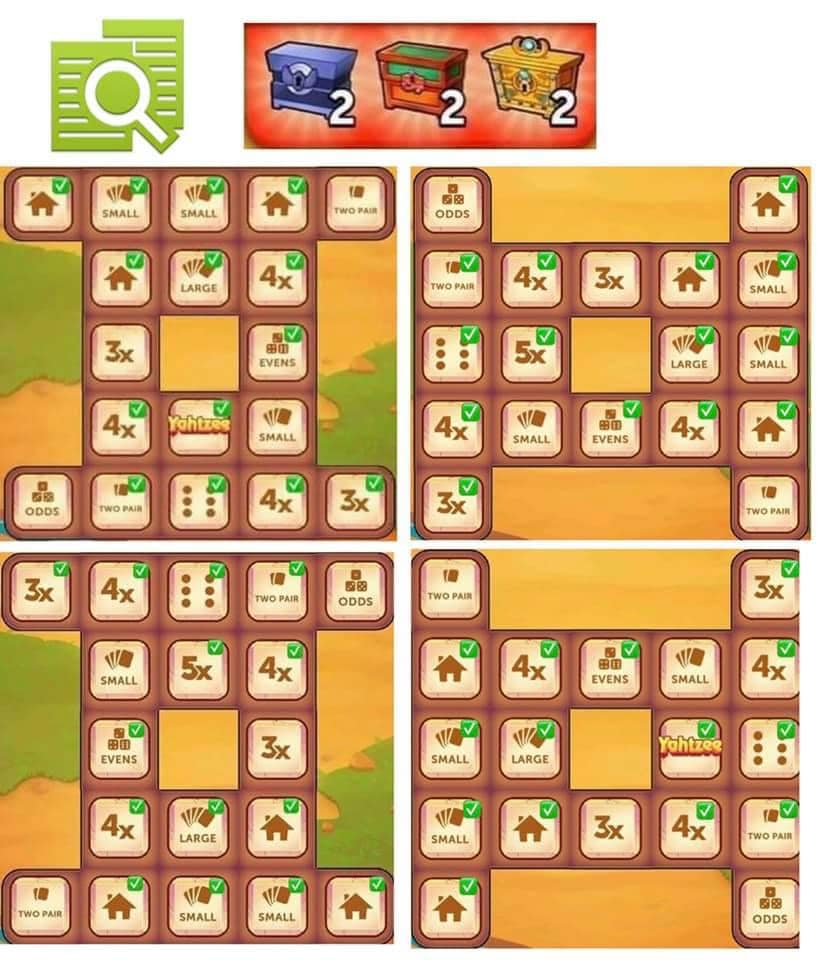 2 2 2
SMALL SMALL TWO PAIR
LARGE 4x
3x EVENS
4x Yahtzee SMALL
ODDS TWO PAIR 4x 3x
ODDS
TWO PAIR 4x 3x SMALL
5x LARGE SMALL
4x SMALL EVENS 4x
3x TWO PAIR
3x 4x TWO PAIR ODDS
SMALL 5x 4x
EVENS 3x
4x LARGE
TWO PAIR SMALL SMALL
TWO PAIR 3x
4x EVENS SMALL 4x
SMALL LARGE Yahtzee
SMALL 3x 4x TWO PAIR
ODDS